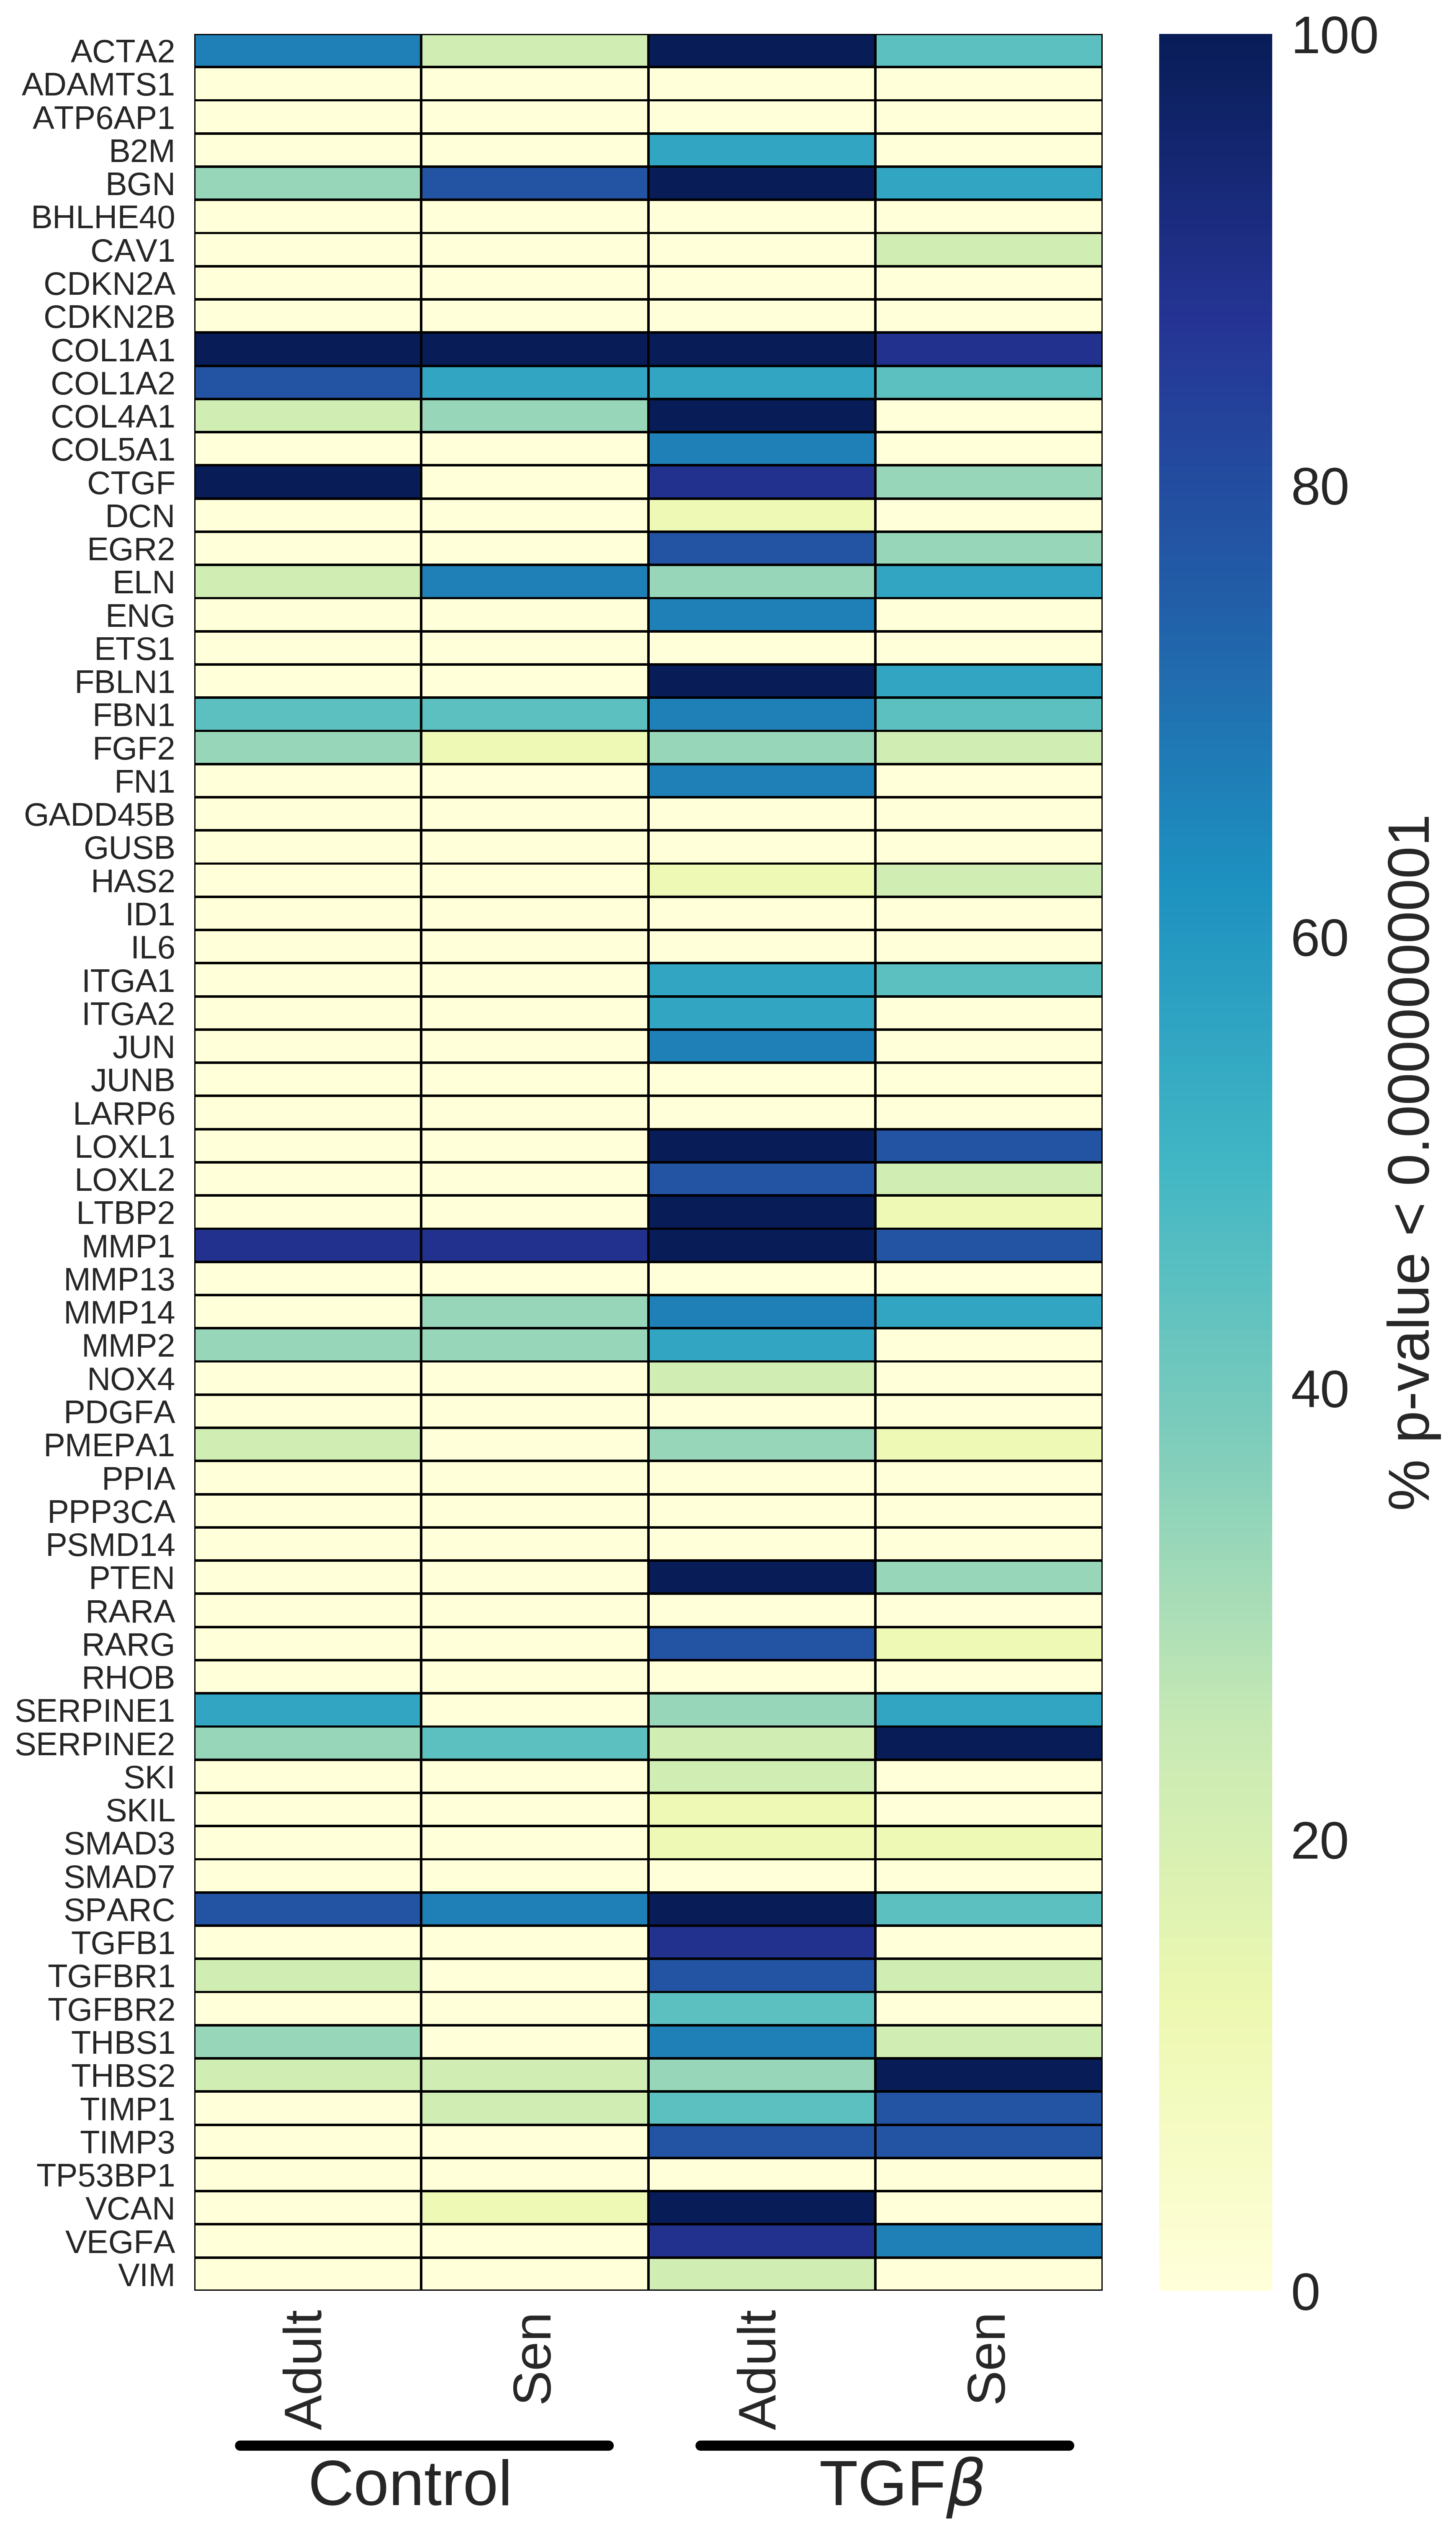 ACTA2
ADAMTS1
ATP6AP1
B2M
BGN
BHLHE40
CAV1
CDKN2A
CDKN2B
COL1A1
COL1A2
COL4A1
COL5A1
CTGF
DCN
EGR2
ELN
ENG
ETS1
FBLN1
FBN1
FGF2
FN1
GADD45B
GUSB
HAS2
ID1
IL6
ITGA1
ITGA2
JUN
JUNB
LARP6
LOXL1
LOXL2
LTBP2
MMP1
MMP13
MMP14
MMP2
NOX4
PDGFA
PMEPA1
PPIA
PPP3CA
PSMD14
PTEN
RARA
RARG
RHOB
SERPINE1
SERPINE2
SKI
SKIL
SMAD3
SMAD7
SPARC
TGFB1
TGFBR1
TGFBR2
THBS1
THBS2
TIMP1
TIMP3
TP53BP1
VCAN
VEGFA
VIM
Adult
Sen
Adult
Sen
Control
TGFβ
100
80
60
40
20
0
% p-value < 0.000000001